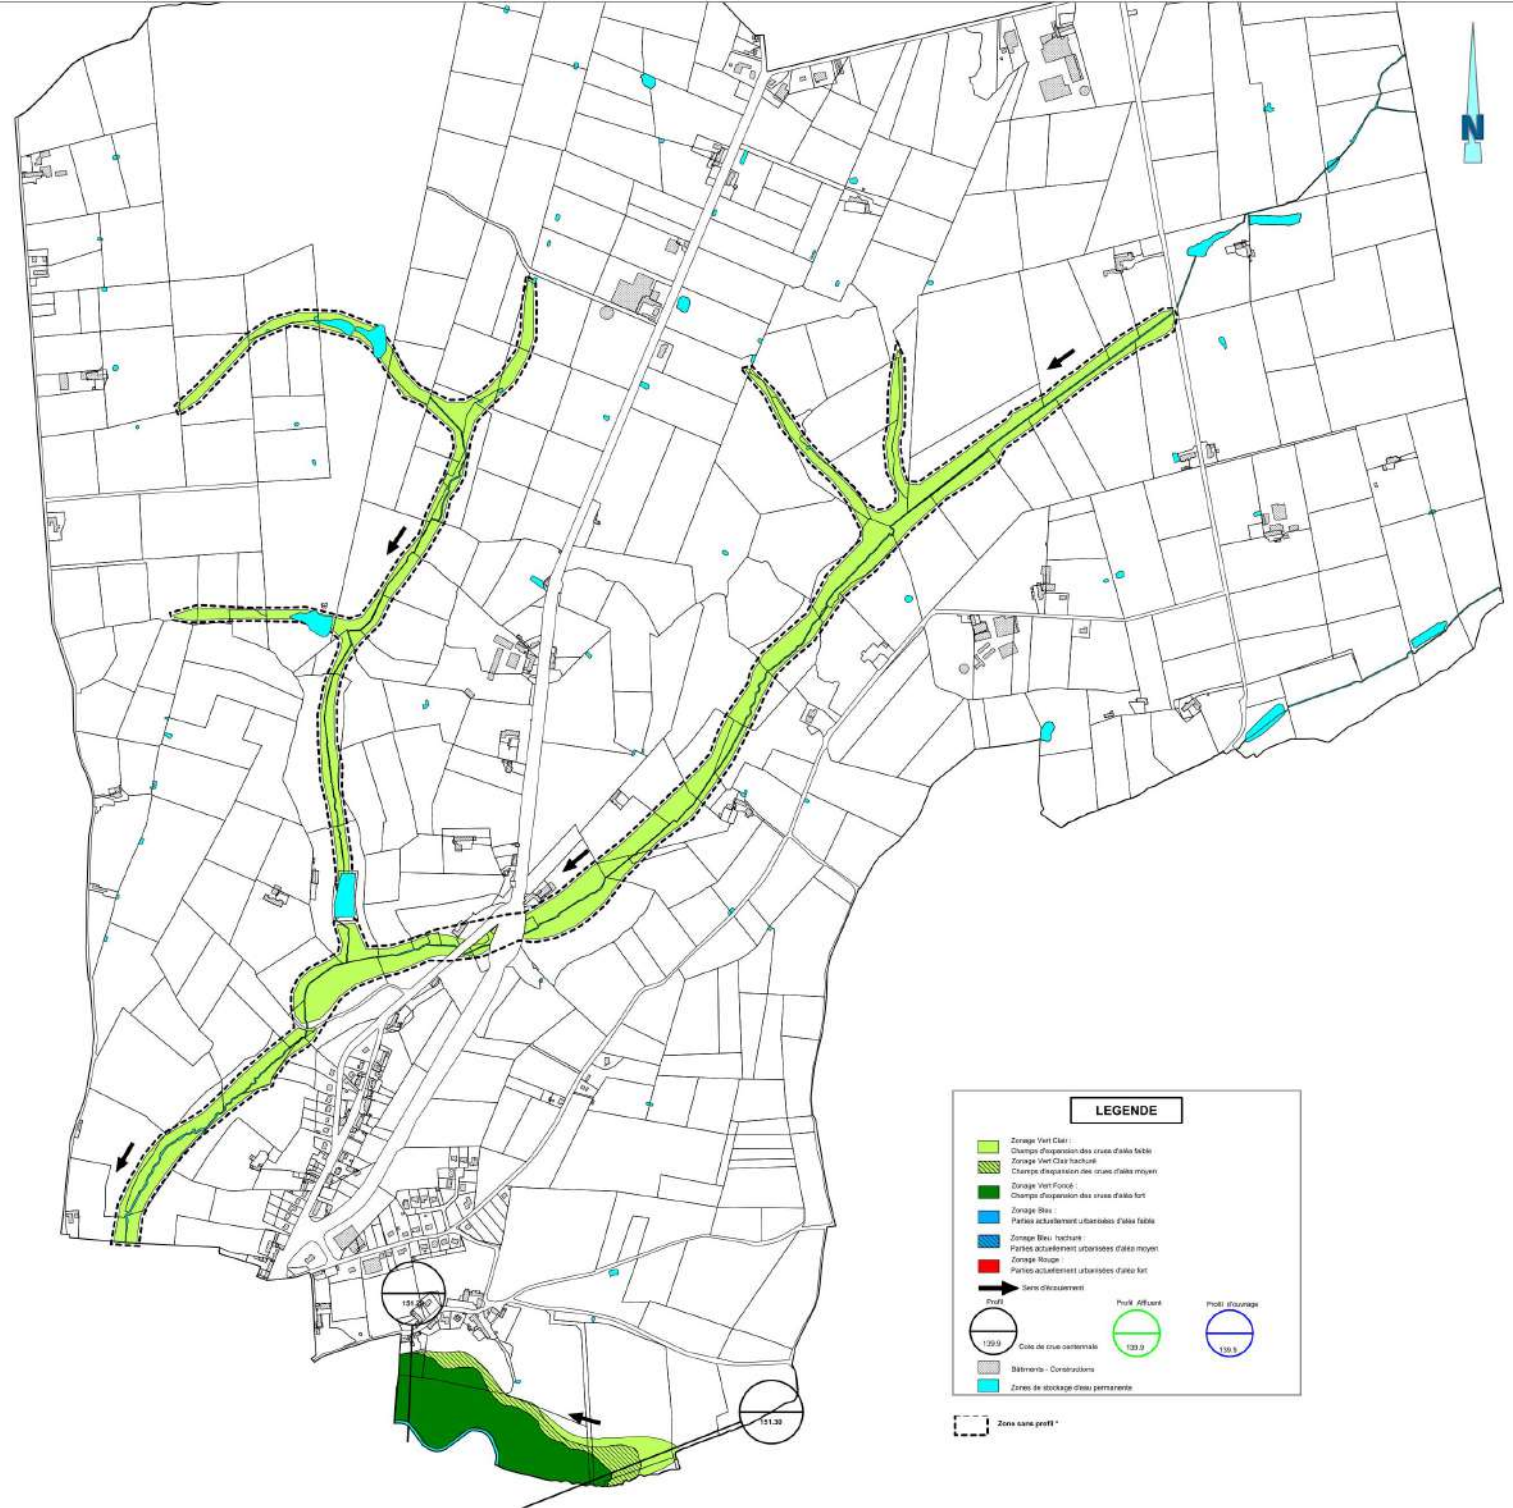 N
LEGENDE
Zonage Vert Clair :
Champs d'expansion des crues d'aléa faible
Zonage Vert Clair hachuré
Champs d'expansion des crues d'aléa moyen
Zonage Vert Foncé :
Champs d'expansion des crues d'aléa fort
Zonage Bleu :
Parties actuellement urbanisées d'aléa faible
Zonage Bleu hachuré :
Parties actuellement urbanisées d'aléa moyen
Zonage Rouge :
Parties actuellement urbanisées d'aléa fort
Sens d'écoulement
Profil
Profil Affluent
Profil d'ouvrage
139.9
Cote de crue centennale
139.9
139.9
Bâtiments - Constructions
Zones de stockage d'eau permanente
Zone sans profil *
151.30